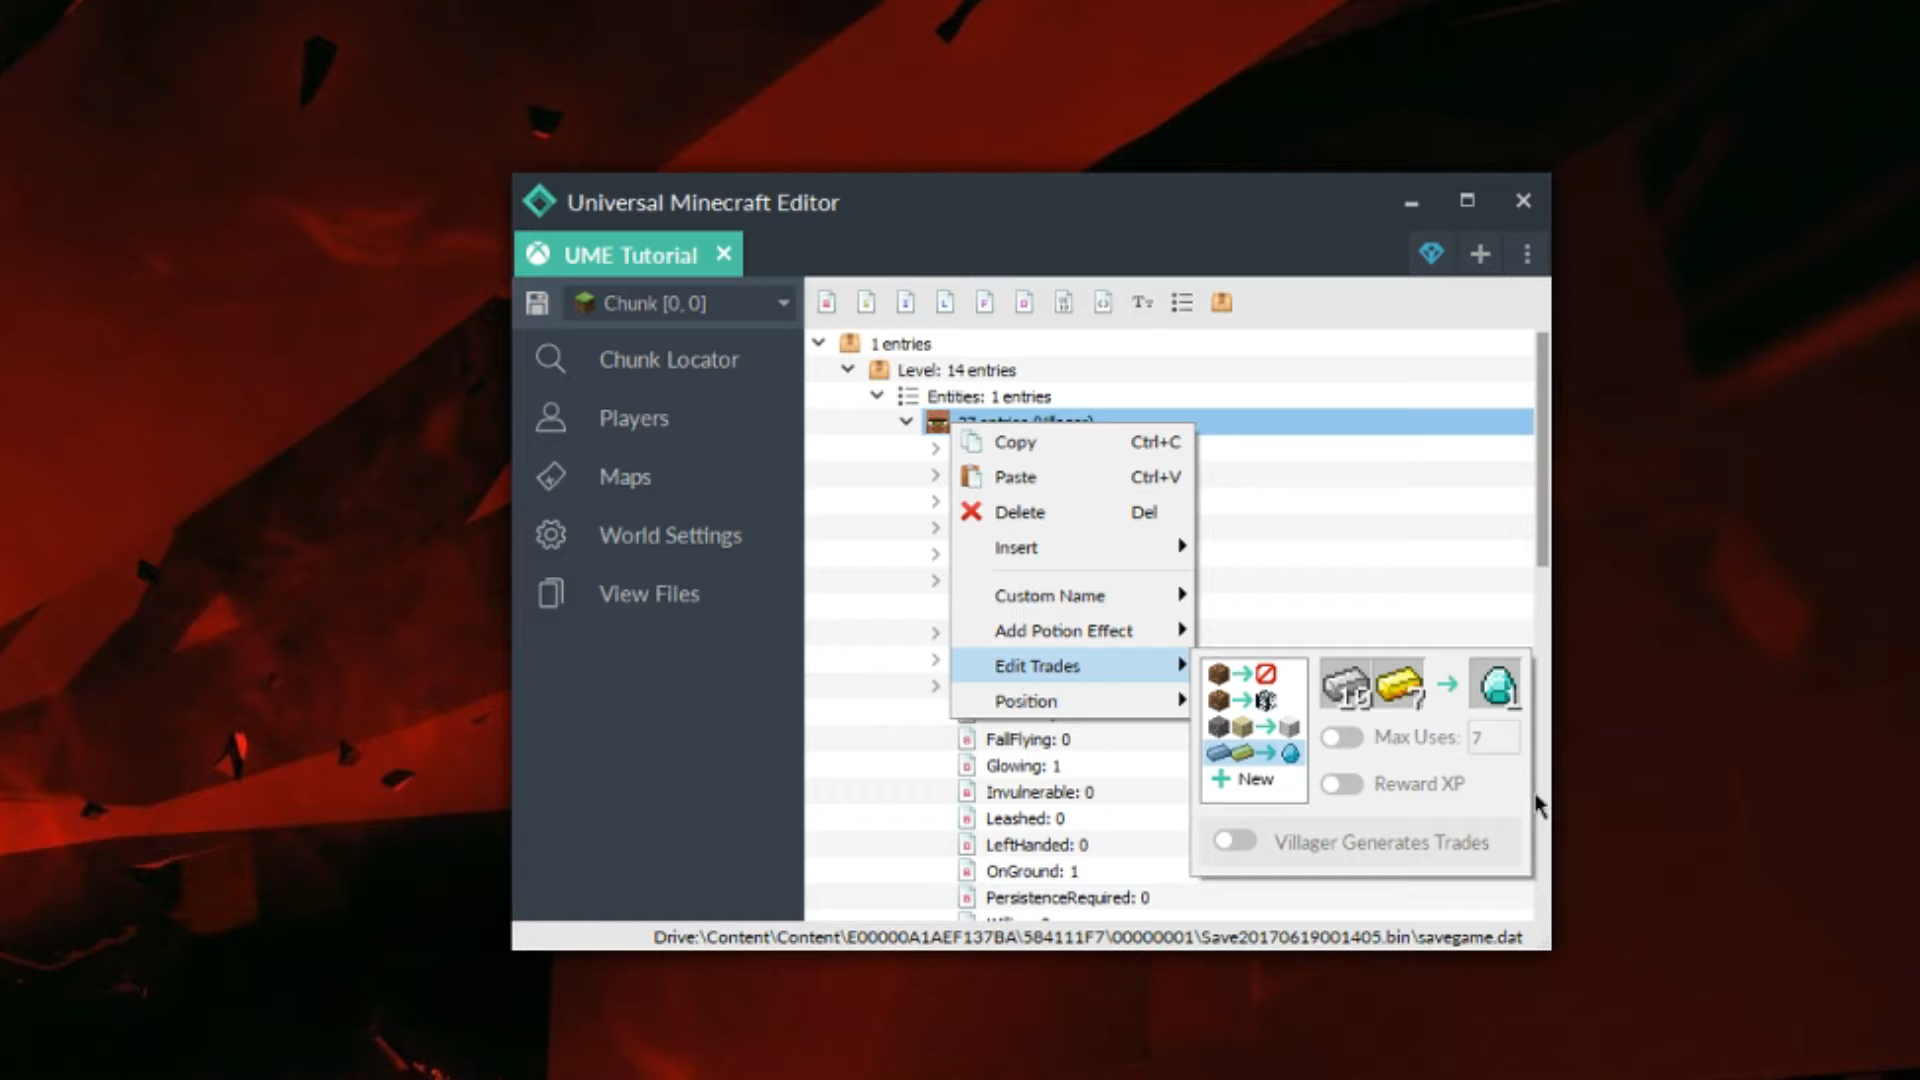 Universal Minecraft Editor
UME Tutorial
Chunk [0, 0]
Chunk Locator
Players
Maps
World Settings
View Files
1 entries
Level: 14 entries
Entities: 1 entries
Copy Ctrl+C
Paste Ctrl+V
Delete Del
Insert
Custom Name
Add Potion Effect
Edit Trades
Position
15 7 1
Max Uses: 7
New
Reward XP
Villager Generates Trades
FallFlying: 0
Glowing: 1
Invulnerable: 0
Leashed: 0
LeftHanded: 0
OnGround: 1
PersistenceRequired: 0
Drive:\Content\Content\E00000A1AEF137BA\584111F7\00000001\Save20170619001405.bin\savegame.dat